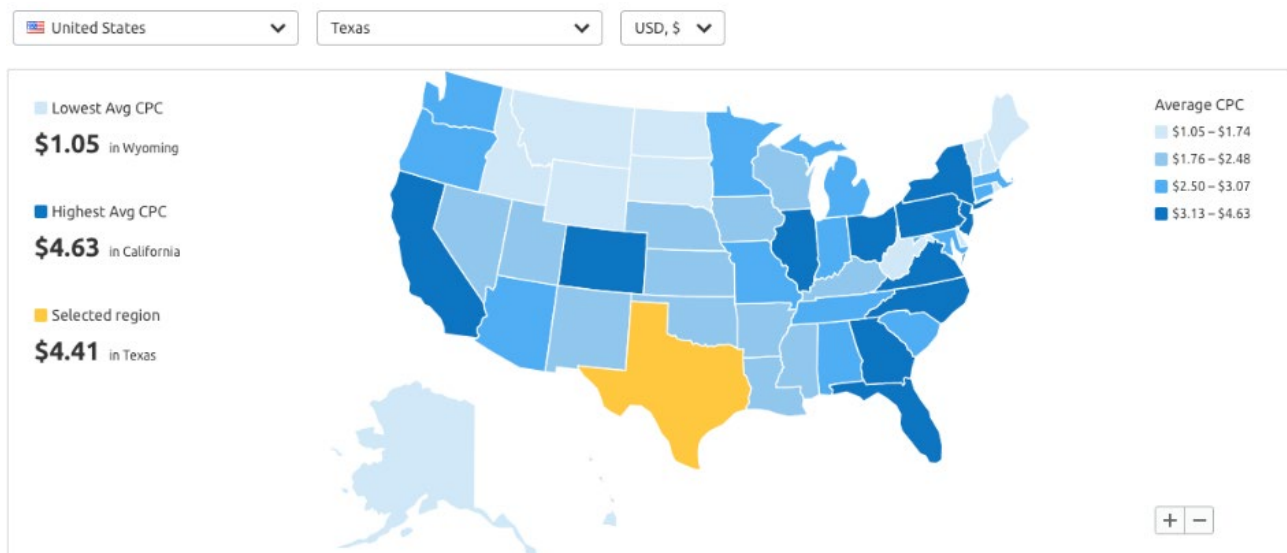 United States
Texas
USD, $
Lowest Avg CPC
$1.05 in Wyoming
Highest Avg CPC
$4.63 in California
Selected region
$4.41 in Texas
Average CPC
$1.05 – $1.74
$1.76 – $2.48
$2.50 – $3.07
$3.13 – $4.63
+ −